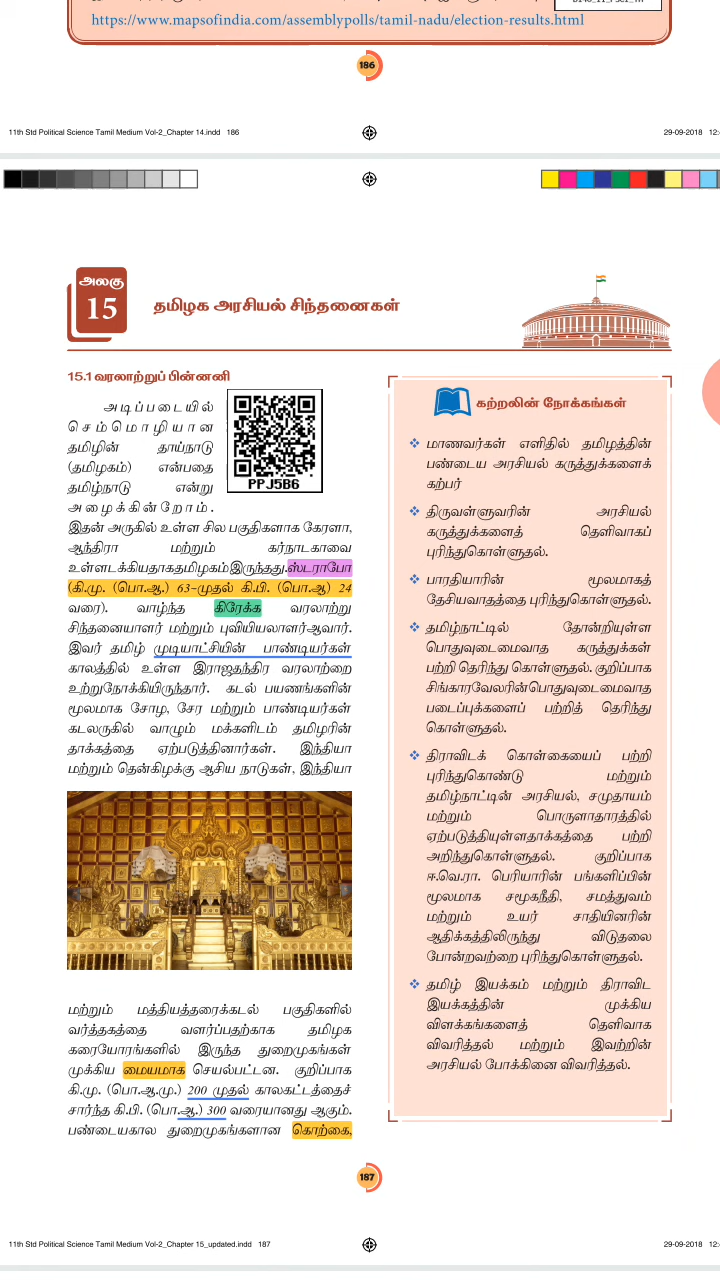 https://www.mapsofindia.com/assemblypolls/tamil-nadu/election-results.html
186
11th Std Political Science Tamil Medium Vol-2_Chapter 14.indd 186
29-09-2018 12:
அலகு
15
தமிழக அரசியல் சிந்தனைகள்
15.1 வரலாற்றுப் பின்னனி
அடிப்படையில்
செம்மொழியான
தமிழின் தாய்நாடு
(தமிழகம்) என்பதை
தமிழ்நாடு என்று
அழைக்கின்றோம்.
PPJ5B6
இதன் அருகில் உள்ள சில பகுதிகளாக கேரளா,
ஆந்திரா மற்றும் கர்நாடகாவை
உள்ளடக்கியதாகதமிழகம்இருந்தது.ஸ்டராபோ
(கி.மு. (பொ.ஆ.) 63-முதல் கி.பி. (பொ.ஆ) 24
வரை). வாழ்ந்த கிரேக்க வரலாற்று
சிந்தனையாளர் மற்றும் புவியியலாளர்ஆவார்.
இவர் தமிழ் முடியாட்சியின் பாண்டியர்கள்
காலத்தில் உள்ள இராஜதந்திர வரலாற்றை
உற்றுநோக்கியிருந்தார். கடல் பயணங்களின்
மூலமாக சோழ, சேர மற்றும் பாண்டியர்கள்
கடலருகில் வாழும் மக்களிடம் தமிழரின்
தாக்கத்தை ஏற்படுத்தினார்கள். இந்தியா
மற்றும் தென்கிழக்கு ஆசிய நாடுகள், இந்தியா
மற்றும் மத்தியத்தரைக்கடல் பகுதிகளில்
வர்த்தகத்தை வளர்ப்பதற்காக தமிழக
கரையோரங்களில் இருந்த துறைமுகங்கள்
முக்கிய மையமாக செயல்பட்டன. குறிப்பாக
கி.மு. (பொ.ஆ.மு.) 200 முதல் காலகட்டத்தைச்
சார்ந்த கி.பி. (பொ.ஆ.) 300 வரையானது ஆகும்.
பண்டையகால துறைமுகங்களான கொற்கை,
கற்றலின் நோக்கங்கள்
❖ மாணவர்கள் எளிதில் தமிழத்தின்
பண்டைய அரசியல் கருத்துக்களைக்
கற்பர்
❖ திருவள்ளுவரின் அரசியல்
கருத்துக்களைத் தெளிவாகப்
புரிந்துகொள்ளுதல்.
❖ பாரதியாரின் மூலமாகத்
தேசியவாதத்தை புரிந்துகொள்ளுதல்.
❖ தமிழ்நாட்டில் தோன்றியுள்ள
பொதுவுடைமைவாத கருத்துக்கள்
பற்றி தெரிந்து கொள்ளுதல். குறிப்பாக
சிங்காரவேலரின்பொதுவுடைமைவாத
படைப்புக்களைப் பற்றித் தெரிந்து
கொள்ளுதல்.
❖ திராவிடக் கொள்கையைப் பற்றி
புரிந்துகொண்டு மற்றும்
தமிழ்நாட்டின் அரசியல், சமுதாயம்
மற்றும் பொருளாதாரத்தில்
ஏற்படுத்தியுள்ளதாக்கத்தை பற்றி
அறிந்துகொள்ளுதல். குறிப்பாக
ஈ.வெ.ரா. பெரியாரின் பங்களிப்பின்
மூலமாக சமூகநீதி, சமத்துவம்
மற்றும் உயர் சாதியினரின்
ஆதிக்கத்திலிருந்து விடுதலை
போன்றவற்றை புரிந்துகொள்ளுதல்.
❖ தமிழ் இயக்கம் மற்றும் திராவிட
இயக்கத்தின் முக்கிய
விளக்கங்களைத் தெளிவாக
விவரித்தல் மற்றும் இவற்றின்
அரசியல் போக்கினை விவரித்தல்.
187
11th Std Political Science Tamil Medium Vol-2_Chapter 15_updated.indd 187
29-09-2018 12: